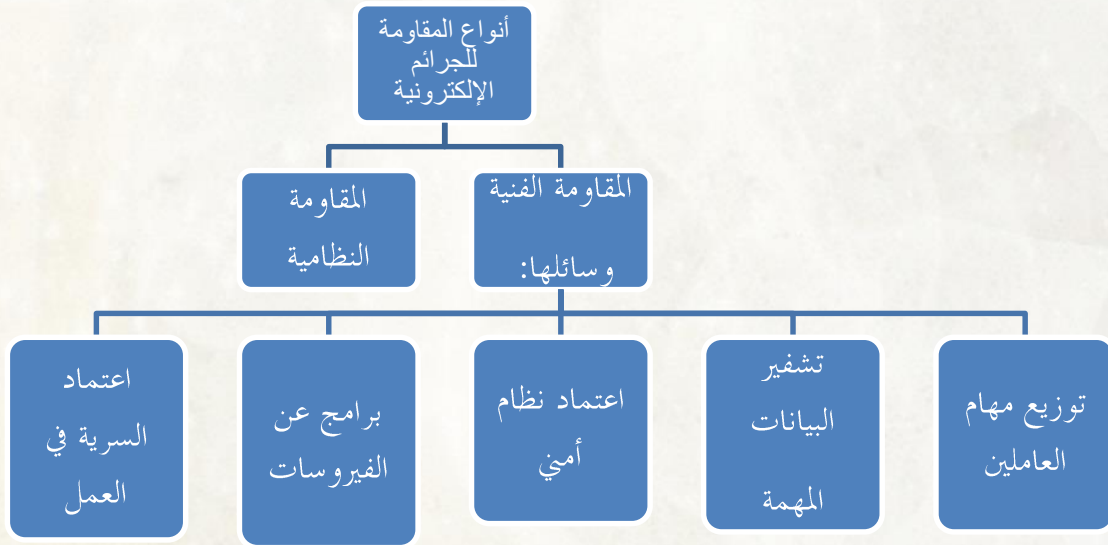 أنواع المقاومة
للجرائم
الإلكترونية
المقاومة الفنية
وسائلها:
المقاومة
النظامية
توزيع مهام
العاملين
تشفير
البيانات
المهمة
اعتماد نظام
أمني
برامج عن
الفيروسات
اعتماد
السرية في
العمل